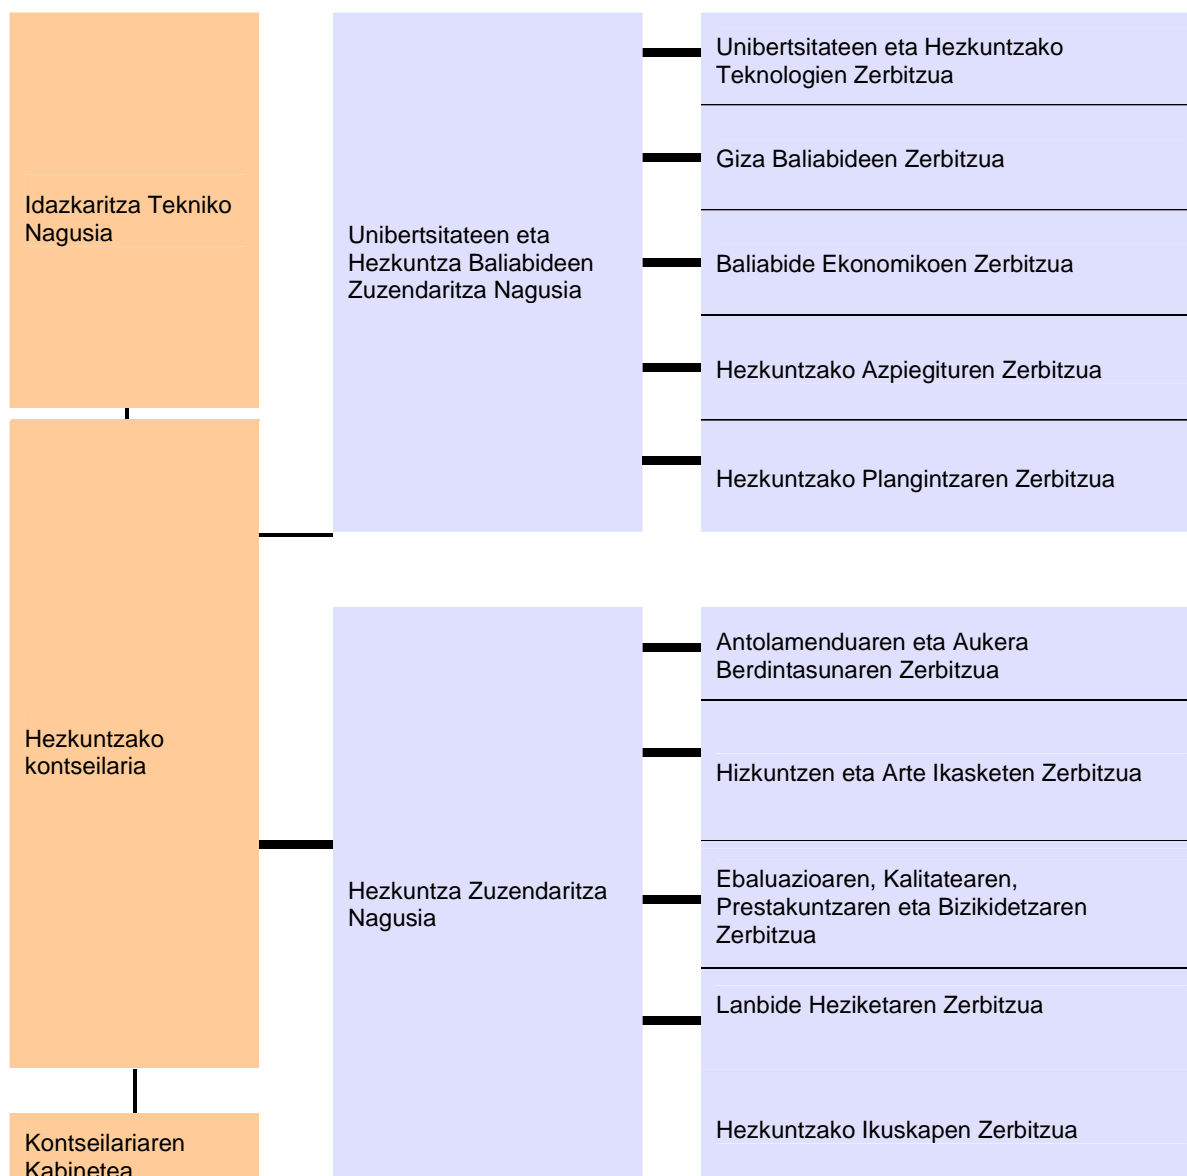 Idazkaritza Tekniko
Nagusia
Hezkuntzako
kontseilaria
Kontseilariaren
Kabinetea
Unibertsitateen eta
Hezkuntza Baliabideen
Zuzendaritza Nagusia
Unibertsitateen eta Hezkuntzako
Teknologien Zerbitzua
Giza Baliabideen Zerbitzua
Baliabide Ekonomikoen Zerbitzua
Hezkuntzako Azpiegituren Zerbitzua
Hezkuntzako Plangintzaren Zerbitzua
Hezkuntza Zuzendaritza
Nagusia
Antolamenduaren eta Aukera
Berdintasunaren Zerbitzua
Hizkuntzen eta Arte Ikasketen Zerbitzua
Ebaluazioaren, Kalitatearen,
Prestakuntzaren eta Bizikidetzaren
Zerbitzua
Lanbide Heziketaren Zerbitzua
Hezkuntzako Ikuskapen Zerbitzua